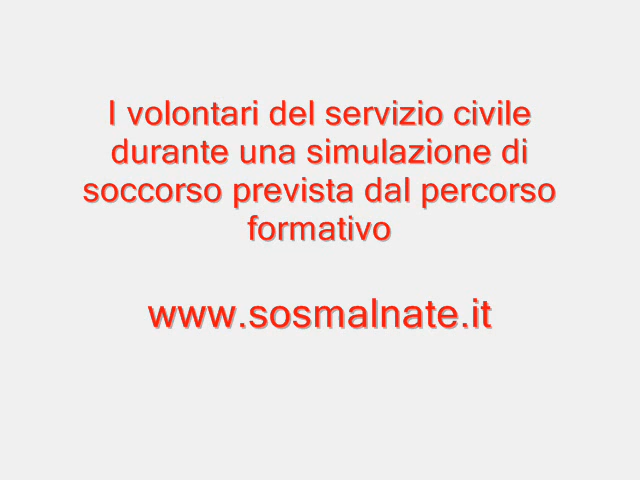 I volontari del servizio civile
durante una simulazione di
soccorso prevista dal percorso
formativo
www.sosmalnate.it